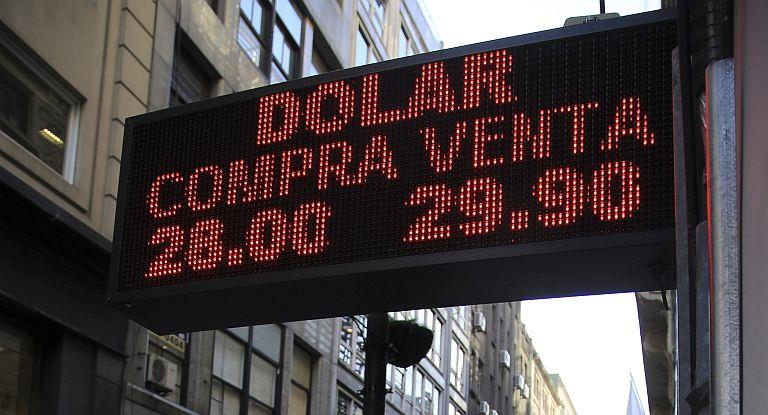 DOLAR
COMPRA VENTA
28.00 29.90